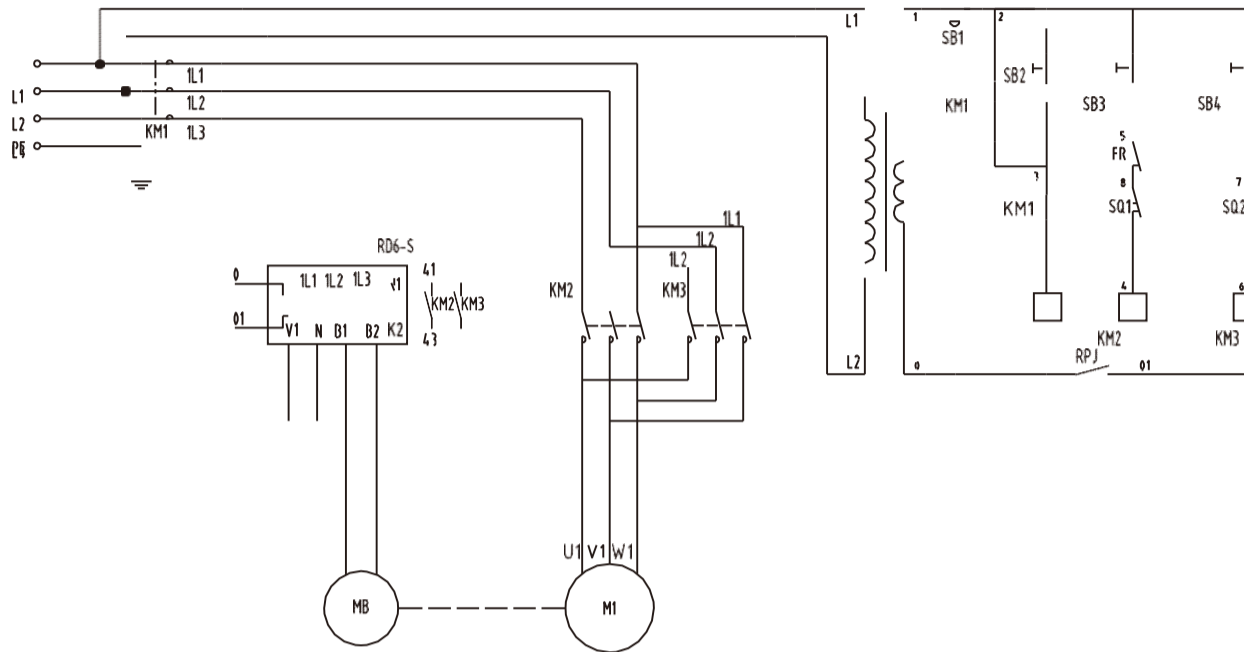 L1
1
2
SB1
1L1
SB2
SB3
SB4
L1
1L2
KM1
L2
KM1
1L3
PE
5
FR
3
8
7
KM1
SQ1
SQ2
1L1
1L2
RD6-S
1L2
0
1L1 1L2 1L3
41
KM2
KM3
KM2 KM3
4
6
01
V1 N B1 B2 K2
43
KM2
KM3
RPJ
L2
0
01
U1 V1 W1
MB
M1